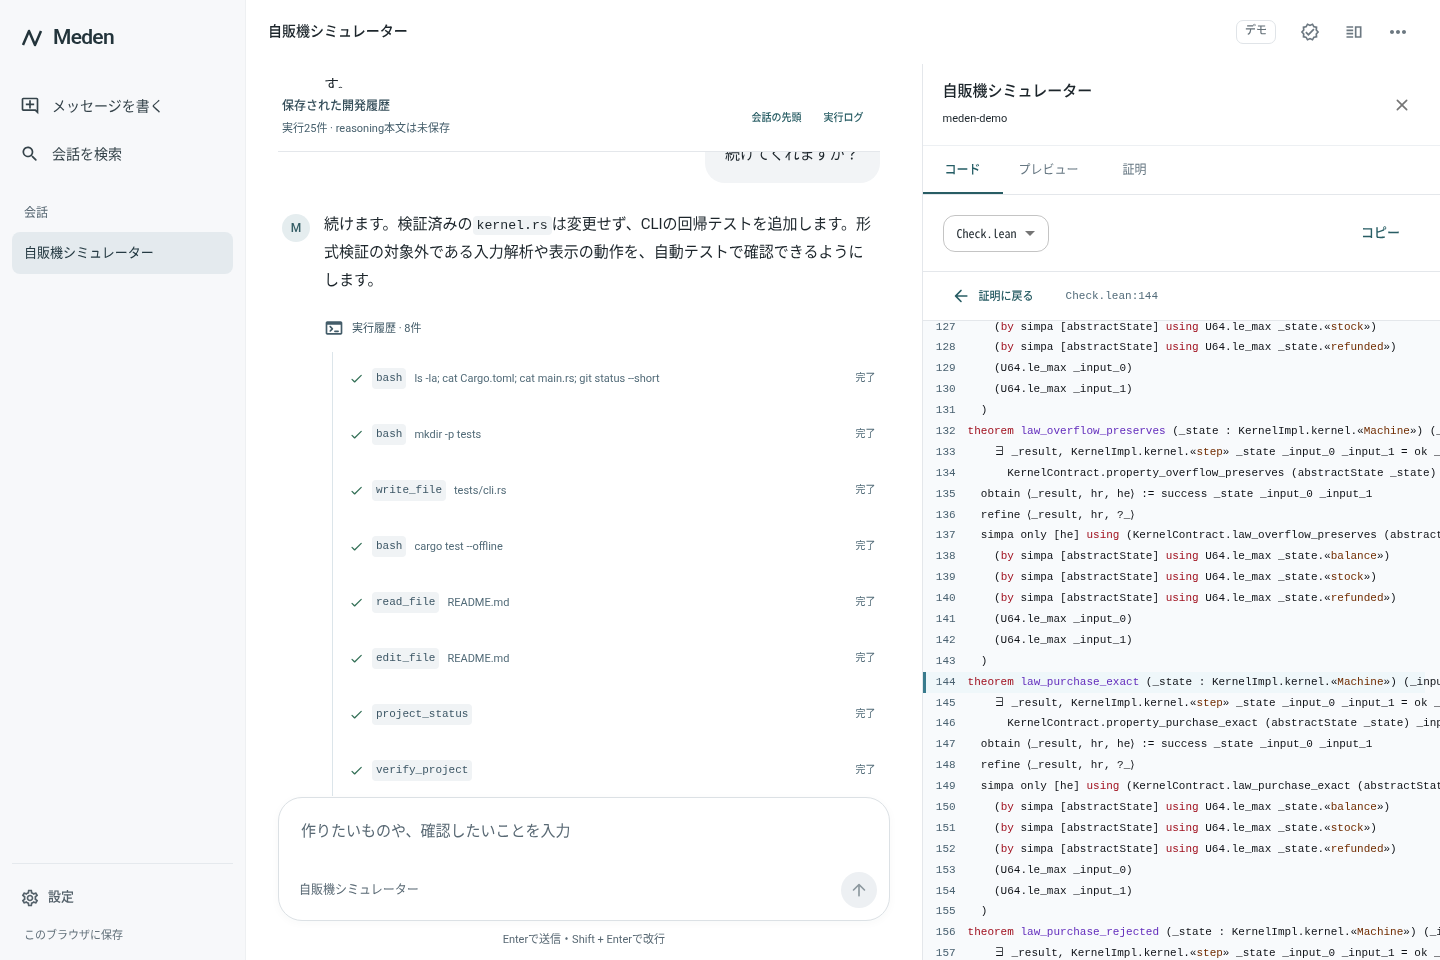 Meden
メッセージを書く
会話を検索
会話
自販機シミュレーター
設定
このブラウザに保存
自販機シミュレーター
デモ
す。
保存された開発履歴
実行25件 · reasoning本文は未保存
会話の先頭
実行ログ
続けてくれますか？
M
続けます。検証済みの kernel.rs は変更せず、CLIの回帰テストを追加します。形
式検証の対象外である入力解析や表示の動作を、自動テストで確認できるように
します。
実行履歴 · 8件
bash ls -la; cat Cargo.toml; cat main.rs; git status --short 完了
bash mkdir -p tests 完了
write_file tests/cli.rs 完了
bash cargo test --offline 完了
read_file README.md 完了
edit_file README.md 完了
project_status 完了
verify_project 完了
作りたいものや、確認したいことを入力
自販機シミュレーター
Enterで送信・Shift + Enterで改行
自販機シミュレーター
meden-demo
コード
プレビュー
証明
Check.lean
コピー
証明に戻る
Check.lean:144
127 (by simpa [abstractState] using U64.le_max _state.«stock»)
128 (by simpa [abstractState] using U64.le_max _state.«refunded»)
129 (U64.le_max _input_0)
130 (U64.le_max _input_1)
131 )
132 theorem law_overflow_preserves (_state : KernelImpl.kernel.«Machine») (_
133 ∃ _result, KernelImpl.kernel.«step» _state _input_0 _input_1 = ok _
134 KernelContract.property_overflow_preserves (abstractState _state)
135 obtain ⟨_result, hr, he⟩ := success _state _input_0 _input_1
136 refine ⟨_result, hr, ?_⟩
137 simpa only [he] using (KernelContract.law_overflow_preserves (abstract
138 (by simpa [abstractState] using U64.le_max _state.«balance»)
139 (by simpa [abstractState] using U64.le_max _state.«stock»)
140 (by simpa [abstractState] using U64.le_max _state.«refunded»)
141 (U64.le_max _input_0)
142 (U64.le_max _input_1)
143 )
144 theorem law_purchase_exact (_state : KernelImpl.kernel.«Machine») (_inpu
145 ∃ _result, KernelImpl.kernel.«step» _state _input_0 _input_1 = ok _
146 KernelContract.property_purchase_exact (abstractState _state) _inp
147 obtain ⟨_result, hr, he⟩ := success _state _input_0 _input_1
148 refine ⟨_result, hr, ?_⟩
149 simpa only [he] using (KernelContract.law_purchase_exact (abstractStat
150 (by simpa [abstractState] using U64.le_max _state.«balance»)
151 (by simpa [abstractState] using U64.le_max _state.«stock»)
152 (by simpa [abstractState] using U64.le_max _state.«refunded»)
153 (U64.le_max _input_0)
154 (U64.le_max _input_1)
155 )
156 theorem law_purchase_rejected (_state : KernelImpl.kernel.«Machine») (_i
157 ∃ _result, KernelImpl.kernel.«step» _state _input_0 _input_1 = ok _